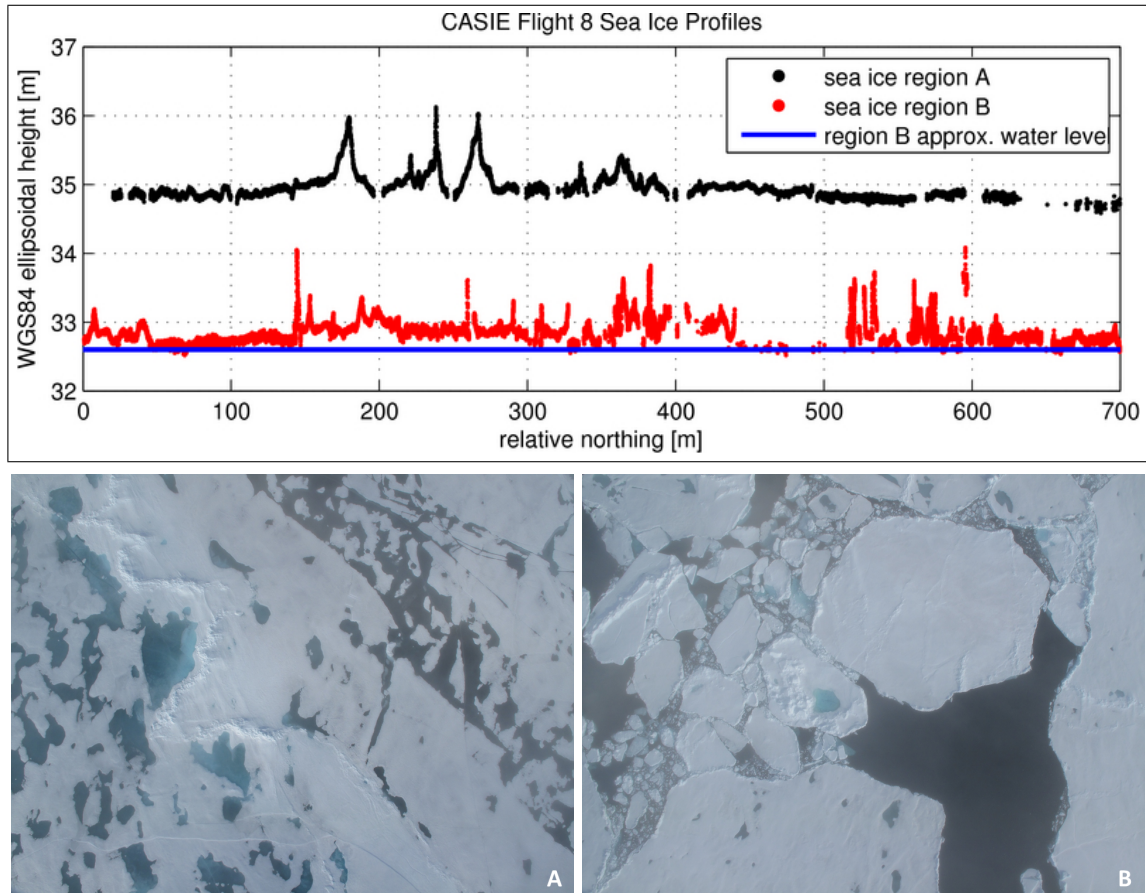 CASIE Flight 8 Sea Ice Profiles
37
36
35
34
33
32
WGS84 ellipsoidal height [m]
sea ice region A
sea ice region B
region B approx. water level
0 100 200 300 400 500 600 700
relative northing [m]
A
B